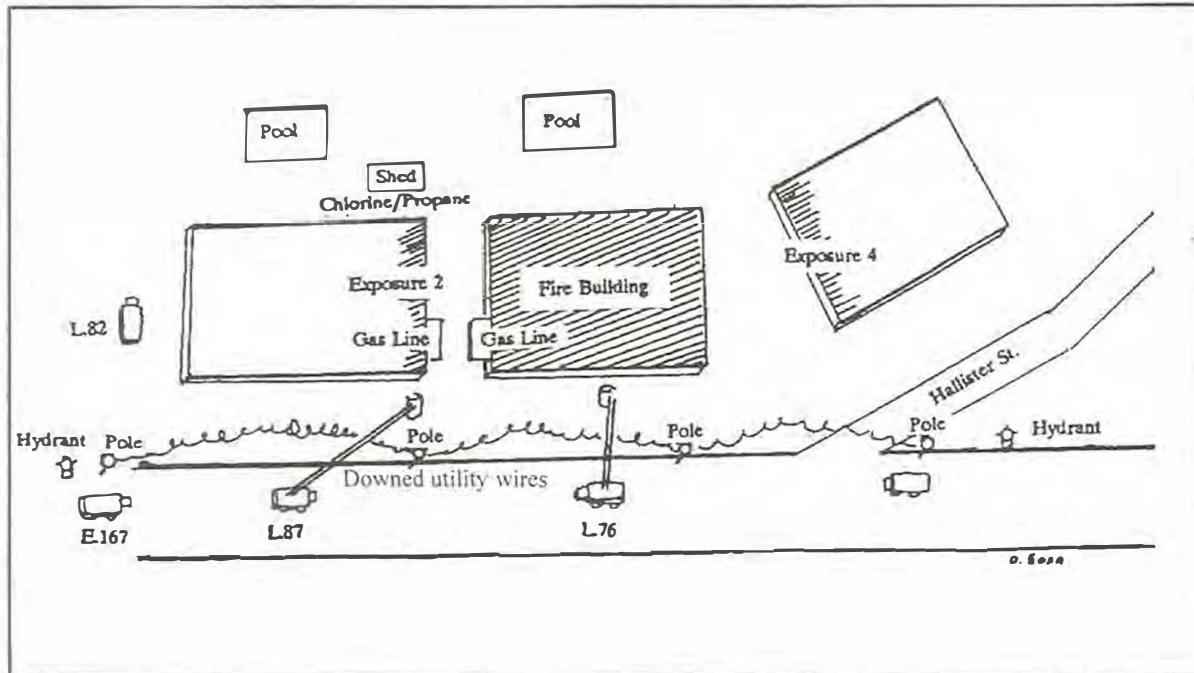 Pool
Pool
Shed
Chlorine/Propane
Exposure 2
Fire Building
Exposure 4
L.82
Gas Line
Gas Line
Hallister St.
Hydrant
Pole
Pole
Pole
Pole
Hydrant
Downed utility wires
E.167
L.87
L.76
D. Sosa